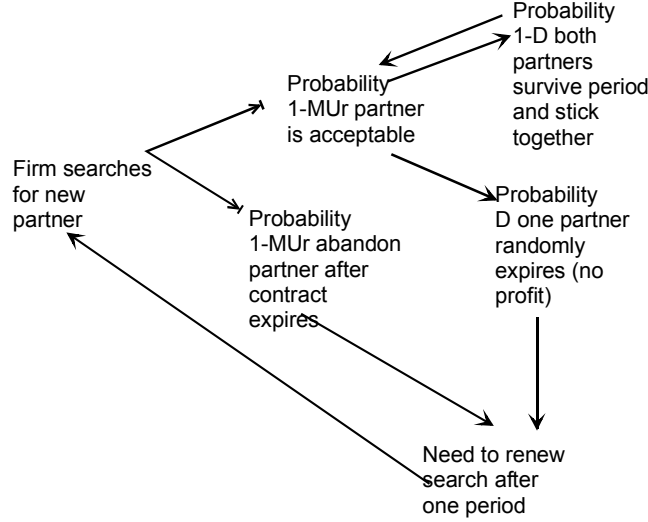 Probability
1-D both
partners
survive period
and stick
together
Probability
1-MUr partner
is acceptable
Firm searches
for new
partner
Probability
1-MUr abandon
partner after
contract
expires
Probability
D one partner
randomly
expires (no
profit)
Need to renew
search after
one period